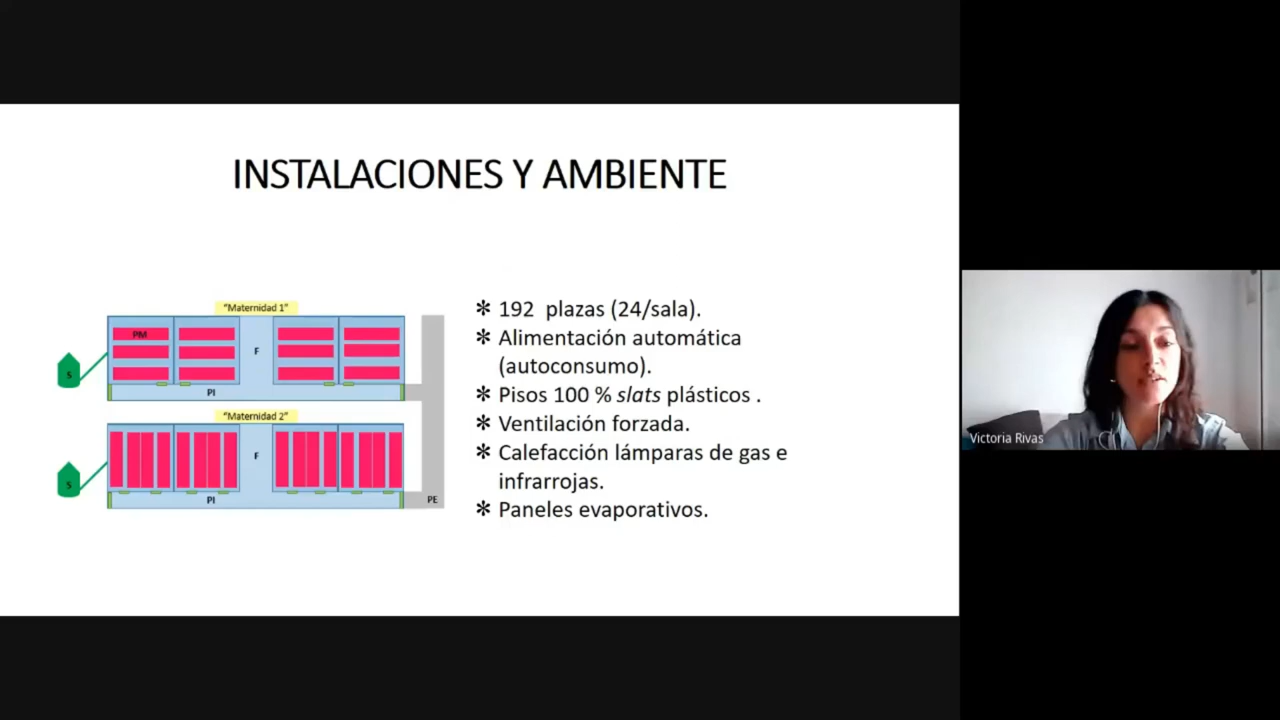 INSTALACIONES Y AMBIENTE
"Maternidad 1"
PM
F
S
PI
"Maternidad 2"
F
S
PI
PE
✻ 192 plazas (24/sala).
✻ Alimentación automática
(autoconsumo).
✻ Pisos 100 % slats plásticos .
✻ Ventilación forzada.
✻ Calefacción lámparas de gas e
infrarrojas.
✻ Paneles evaporativos.
Victoria Rivas